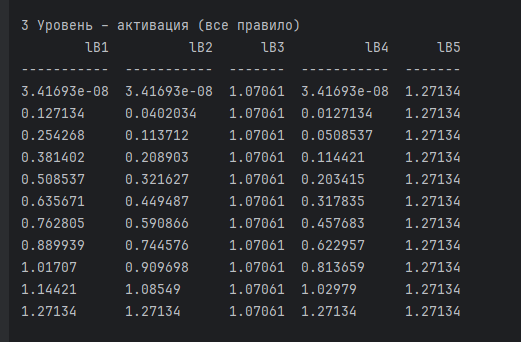 3 Уровень – активация (все правило)
lB1 lB2 lB3 lB4 lB5
----------- ----------- ------- ----------- -------
3.41693e-08 3.41693e-08 1.07061 3.41693e-08 1.27134
0.127134 0.0402034 1.07061 0.0127134 1.27134
0.254268 0.113712 1.07061 0.0508537 1.27134
0.381402 0.208903 1.07061 0.114421 1.27134
0.508537 0.321627 1.07061 0.203415 1.27134
0.635671 0.449487 1.07061 0.317835 1.27134
0.762805 0.590866 1.07061 0.457683 1.27134
0.889939 0.744576 1.07061 0.622957 1.27134
1.01707 0.909698 1.07061 0.813659 1.27134
1.14421 1.08549 1.07061 1.02979 1.27134
1.27134 1.27134 1.07061 1.27134 1.27134